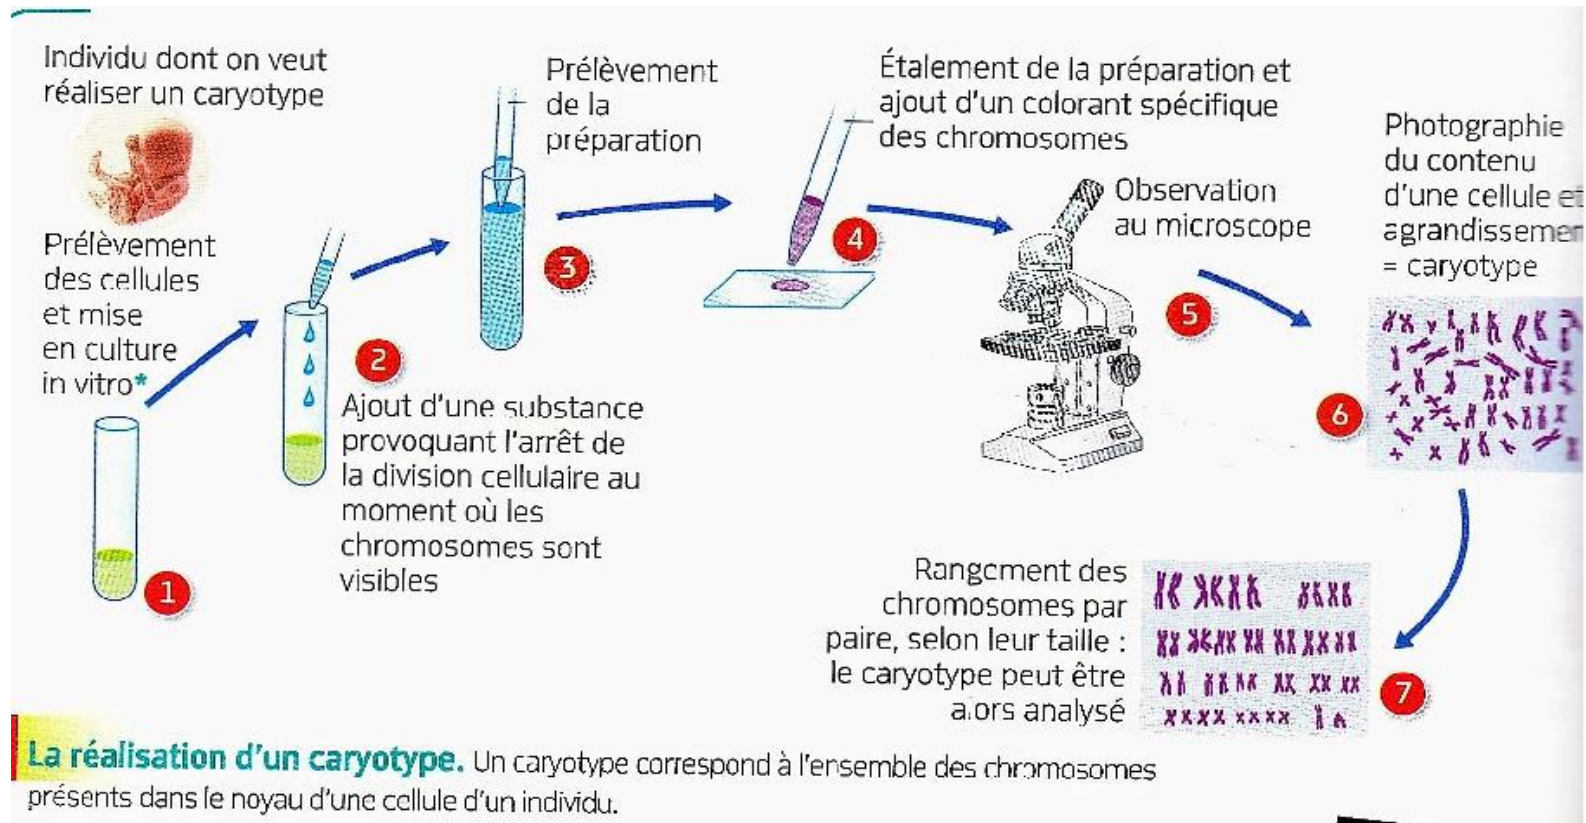 Individu dont on veut
réaliser un caryotype
Prélèvement
des cellules
et mise
en culture
in vitro*
1
2
Ajout d'une substance
provoquant l'arrêt de
la division cellulaire au
moment où les
chromosomes sont
visibles
Prélèvement
de la
préparation
3
Étalement de la préparation et
ajout d'un colorant spécifique
des chromosomes
4
Observation
au microscope
5
Photographie
du contenu
d'une cellule et
agrandissemen
= caryotype
6
Rangement des
chromosomes par
paire, selon leur taille :
le caryotype peut être
alors analysé
7
La réalisation d'un caryotype. Un caryotype correspond à l'ensemble des chromosomes
présents dans le noyau d'une cellule d'un individu.